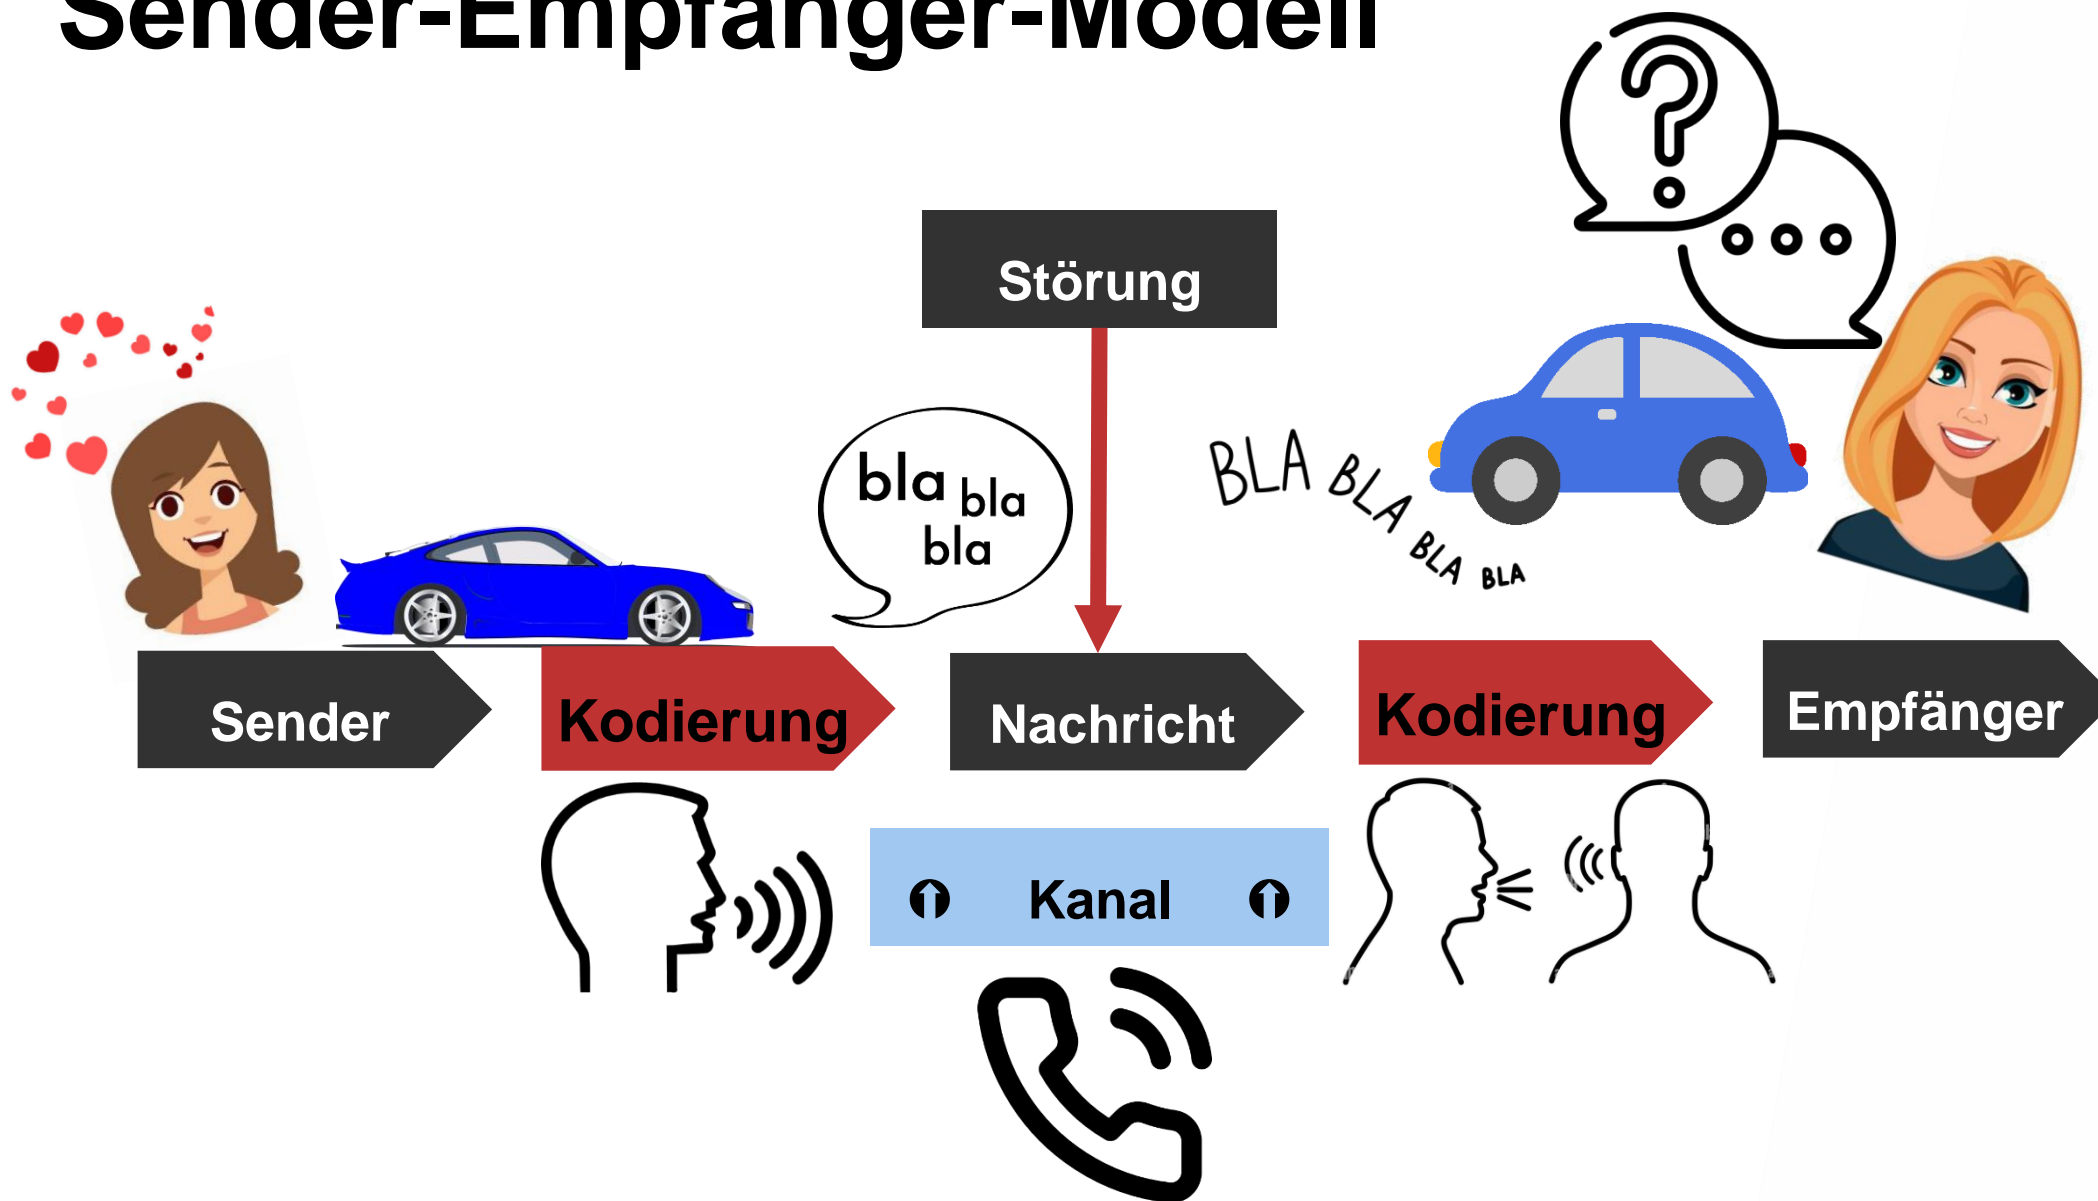 Sender-Empfänger-Modell
Störung
bla bla
bla
BLA BLA BLA BLA
Sender
Kodierung
Nachricht
Kodierung
Empfänger
Kanal